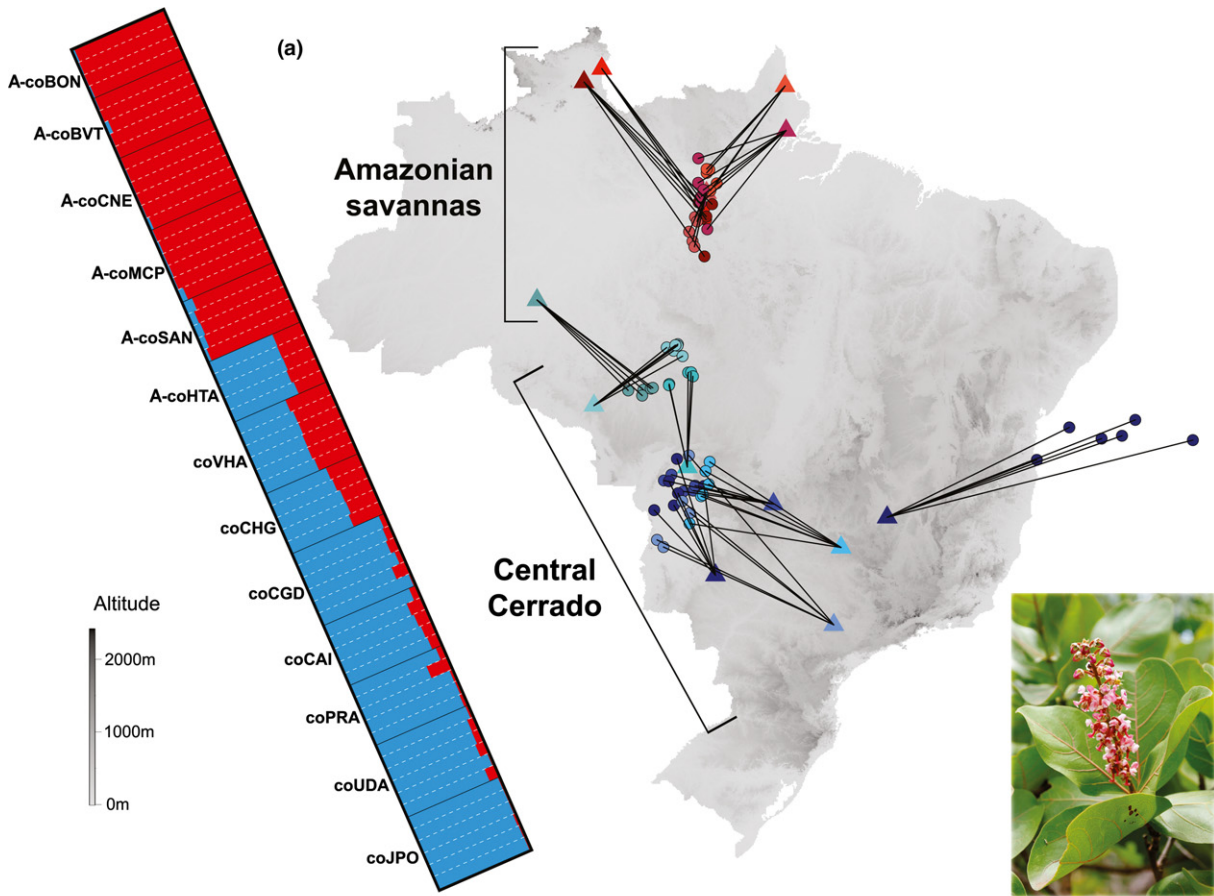 (a)
A-coBON
A-coBVT
A-coCNE
A-coMCP
A-coSAN
A-coHTA
coVHA
coCHG
coCGD
coCAI
coPRA
coUDA
coJPO
Amazonian
savannas
Central
Cerrado
Altitude
2000m
1000m
0m